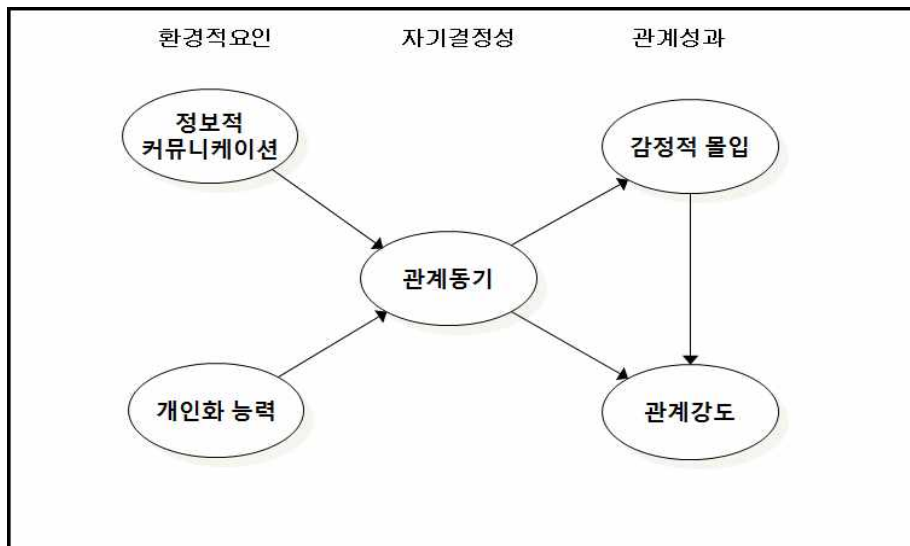 환경적요인 자기결정성 관계성과
정보적
커뮤니케이션
감정적 몰입
관계동기
개인화 능력
관계강도